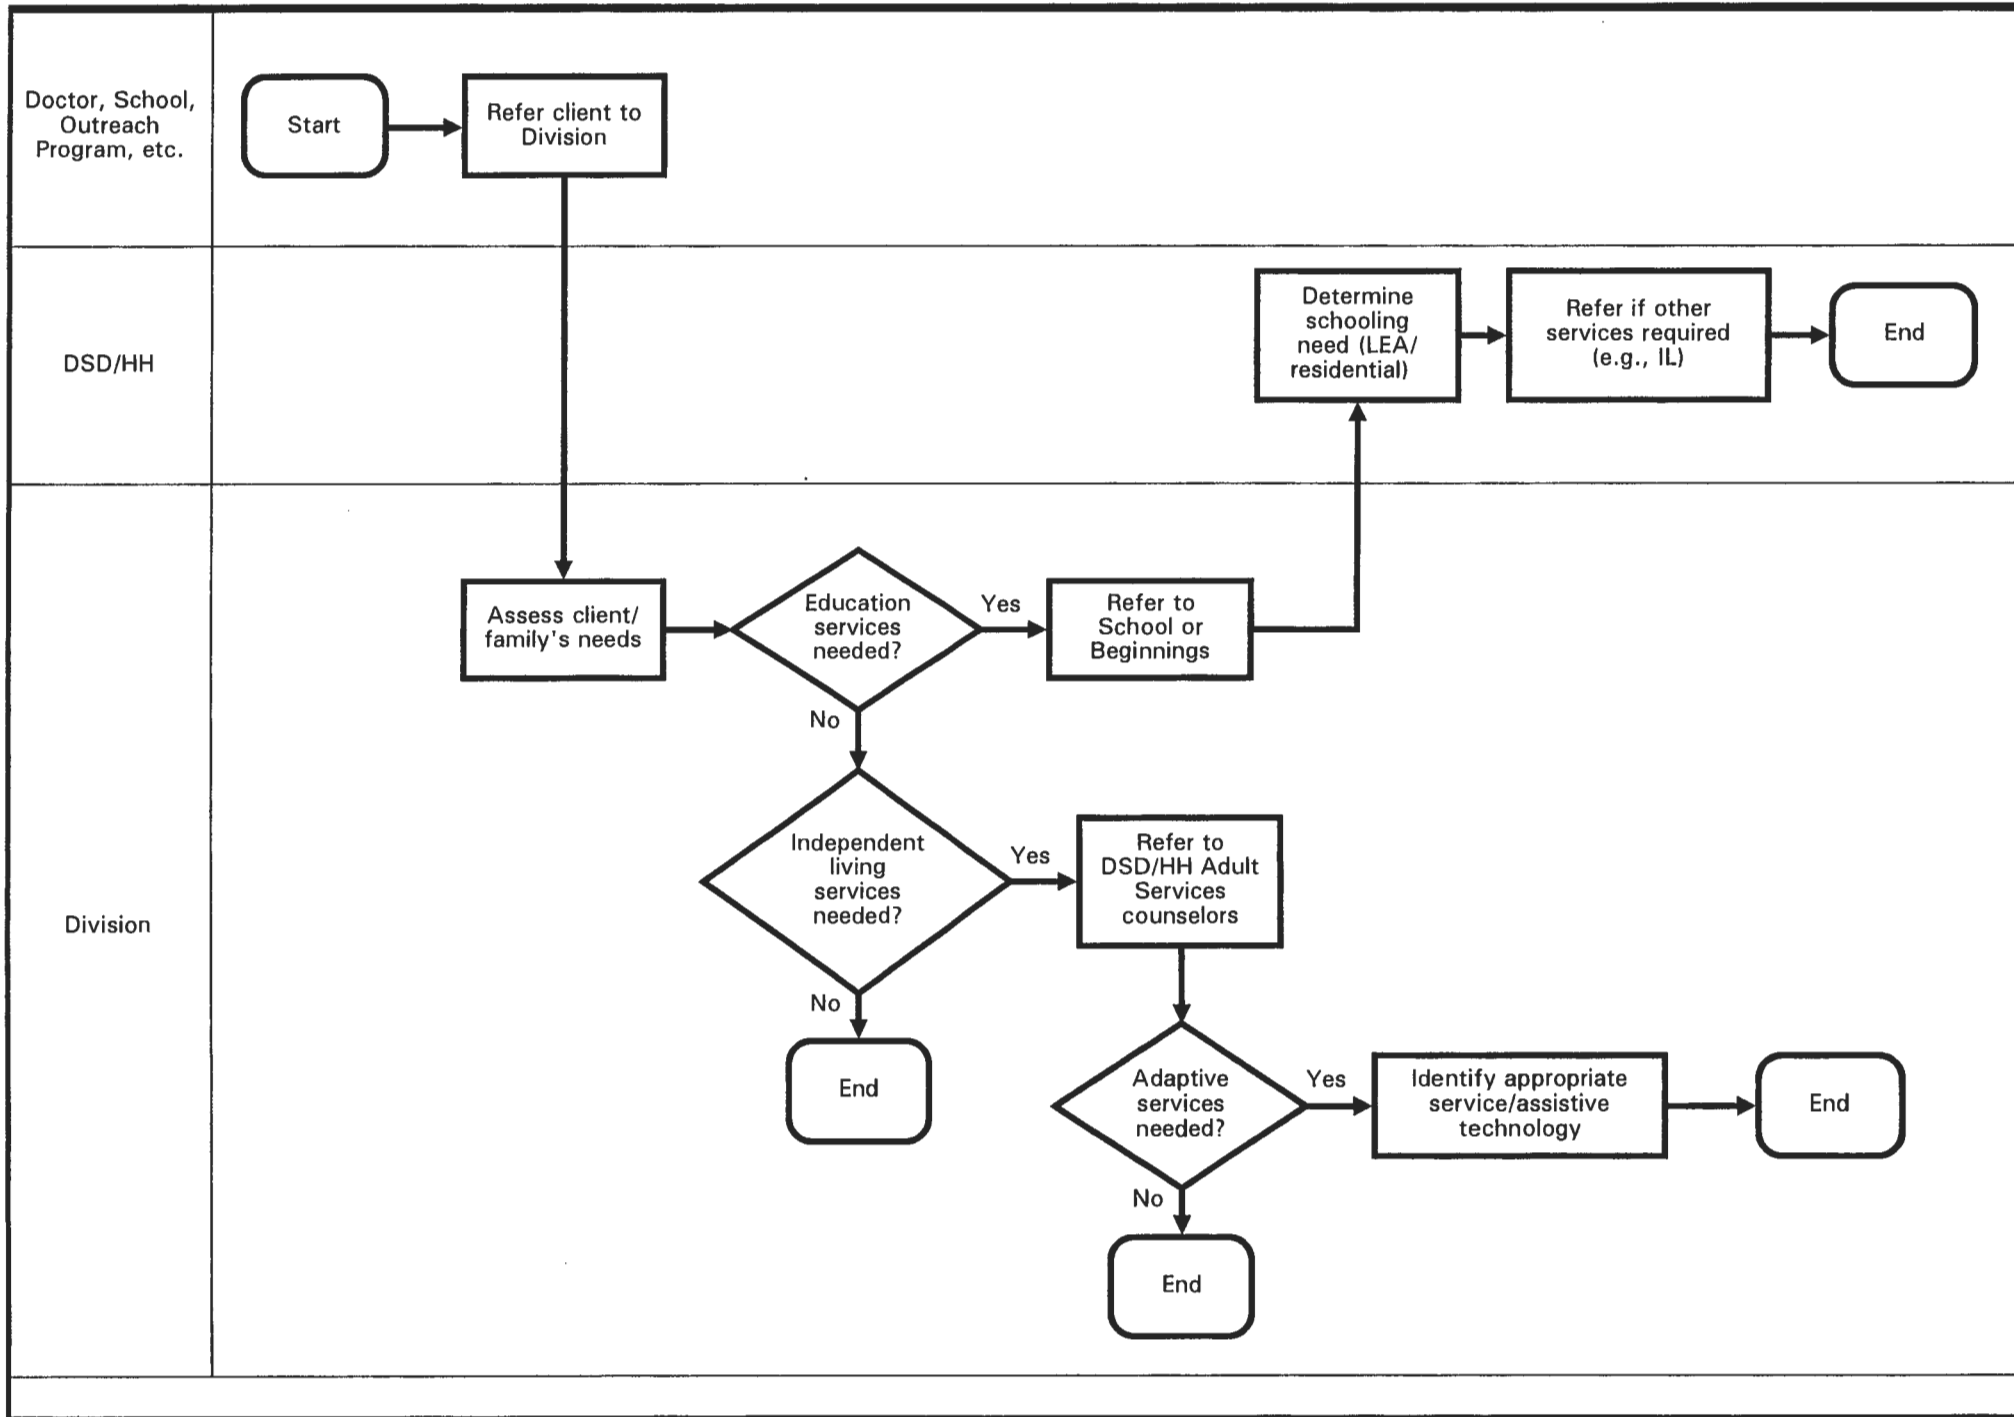 Doctor, School,
Outreach
Program, etc.
Start
Refer client to
Division
DSD/HH
Determine
schooling
need (LEA/
residential)
Refer if other
services required
(e.g., IL)
End
Division
Assess client/
family's needs
Education
services
needed?
Yes
Refer to
School or
Beginnings
No
Independent
living
services
needed?
Yes
Refer to
DSD/HH Adult
Services
counselors
No
End
Adaptive
services
needed?
Yes
Identify appropriate
service/assistive
technology
End
No
End